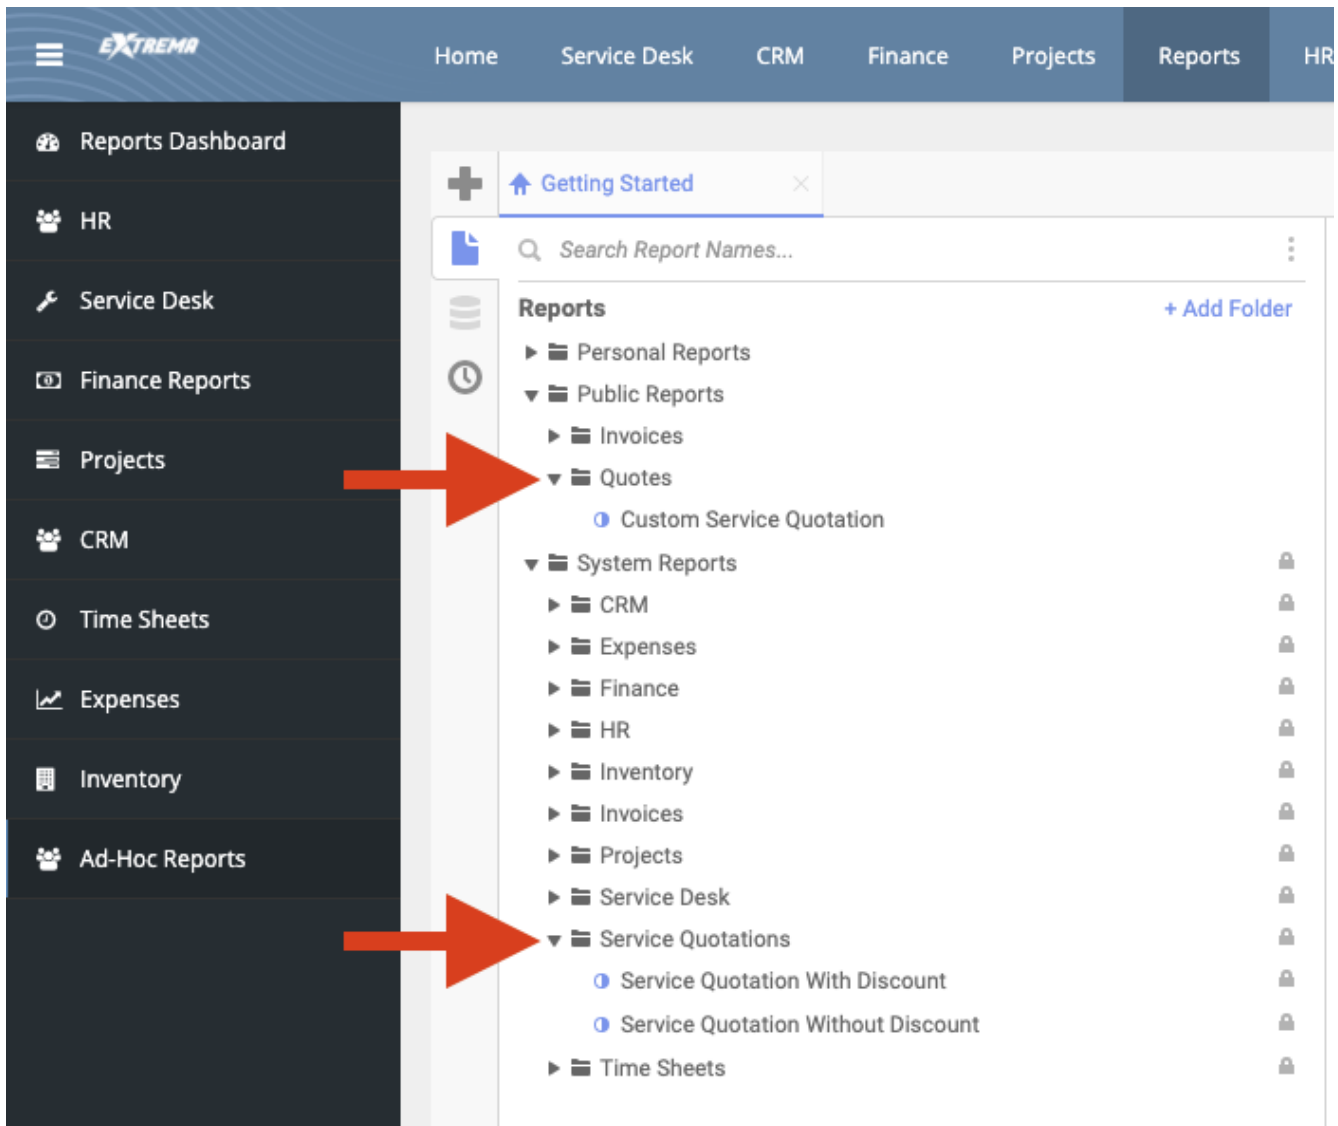 EXTREMA
Home Service Desk CRM Finance Projects Reports HR
Reports Dashboard
HR
Service Desk
Finance Reports
Projects
CRM
Time Sheets
Expenses
Inventory
Ad-Hoc Reports
Getting Started
Search Report Names...
Reports + Add Folder
Personal Reports
Public Reports
Invoices
Quotes
Custom Service Quotation
System Reports
CRM
Expenses
Finance
HR
Inventory
Invoices
Projects
Service Desk
Service Quotations
Service Quotation With Discount
Service Quotation Without Discount
Time Sheets